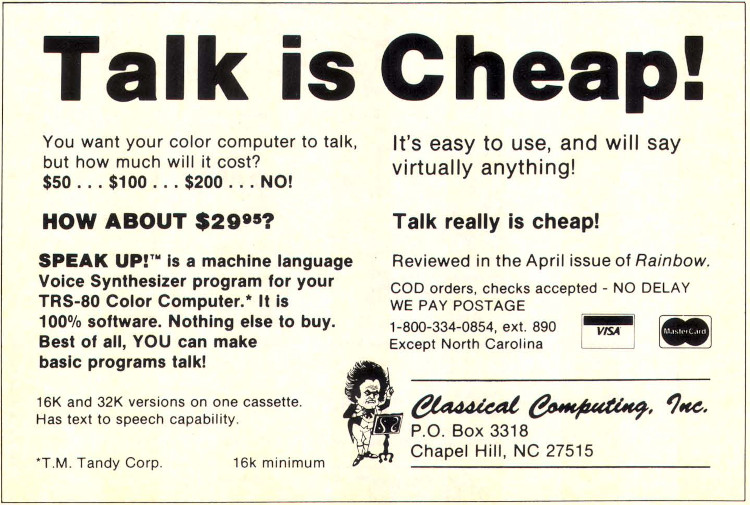 Talk is Cheap!
You want your color computer to talk,
but how much will it cost?
$50 . . . $100 . . . $200 . . . NO!
HOW ABOUT $29⁹⁵?
SPEAK UP!™ is a machine language
Voice Synthesizer program for your
TRS-80 Color Computer.* It is
100% software. Nothing else to buy.
Best of all, YOU can make
basic programs talk!
16K and 32K versions on one cassette.
Has text to speech capability.
*T.M. Tandy Corp. 16k minimum
It's easy to use, and will say
virtually anything!
Talk really is cheap!
Reviewed in the April issue of Rainbow.
COD orders, checks accepted - NO DELAY
WE PAY POSTAGE
1-800-334-0854, ext. 890
Except North Carolina
VISA
MasterCard
Classical Computing, Inc.
P.O. Box 3318
Chapel Hill, NC 27515